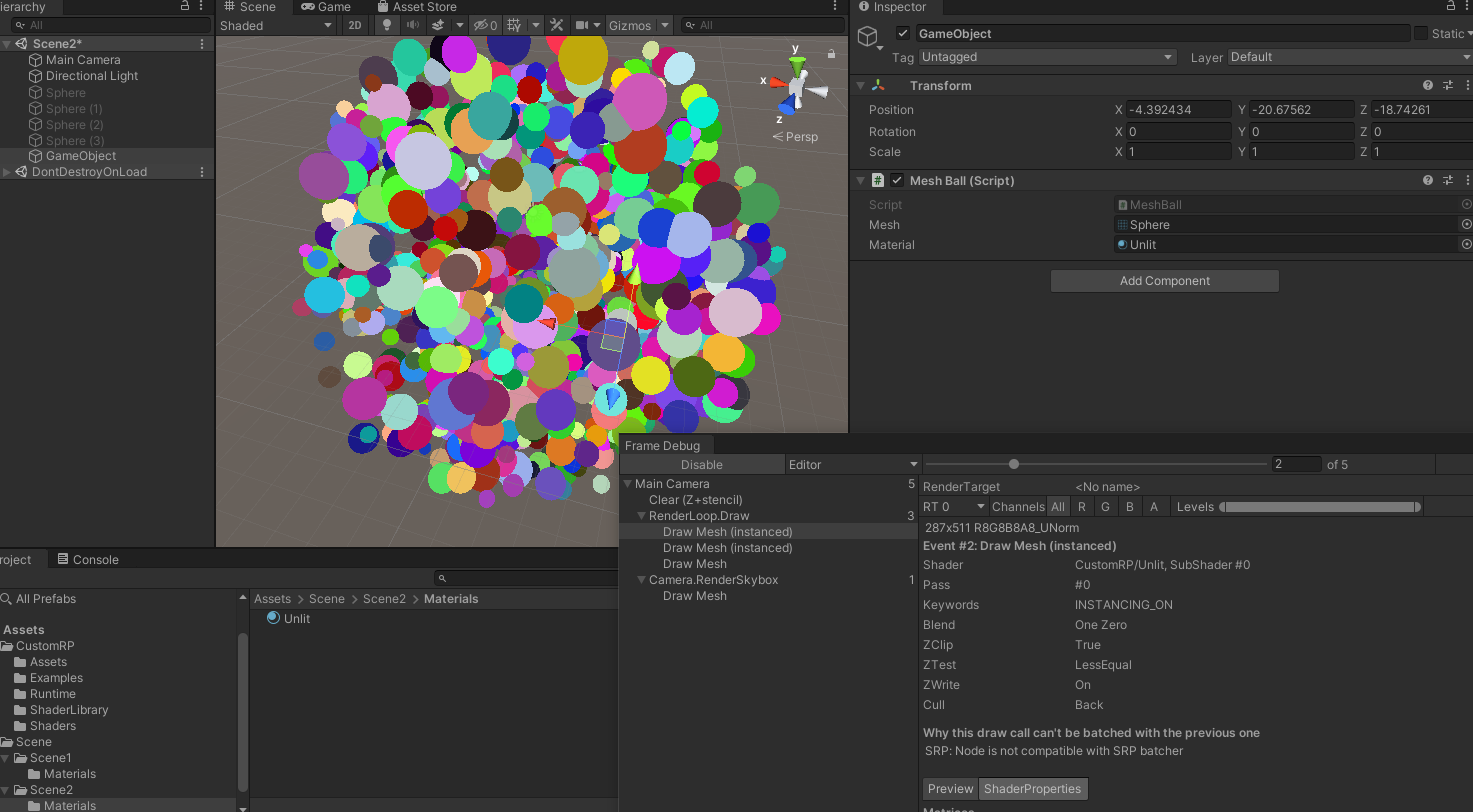 ierarchy
All
Scene2*
Main Camera
Directional Light
Sphere
Sphere (1)
Sphere (2)
Sphere (3)
GameObject
DontDestroyOnLoad
Scene Game Asset Store
Shaded 2D 0 Gizmos All
y
x
z
Persp
Inspector
GameObject Static
Tag Untagged Layer Default
Transform
Position X -4.392434 Y -20.67562 Z -18.74261
Rotation X 0 Y 0 Z 0
Scale X 1 Y 1 Z 1
# Mesh Ball (Script)
Script MeshBall
Mesh Sphere
Material Unlit
Add Component
Frame Debug
Disable Editor 2 of 5
Main Camera 5
Clear (Z+stencil)
RenderLoop.Draw 3
Draw Mesh (instanced)
Draw Mesh (instanced)
Draw Mesh
Camera.RenderSkybox 1
Draw Mesh
RenderTarget <No name>
RT 0 Channels All R G B A Levels
287x511 R8G8B8A8_UNorm
Event #2: Draw Mesh (instanced)
Shader CustomRP/Unlit, SubShader #0
Pass #0
Keywords INSTANCING_ON
Blend One Zero
ZClip True
ZTest LessEqual
ZWrite On
Cull Back
Why this draw call can't be batched with the previous one
SRP: Node is not compatible with SRP batcher
Preview ShaderProperties
roject Console
All Prefabs
Assets
CustomRP
Assets
Examples
Runtime
ShaderLibrary
Shaders
Scene
Scene1
Materials
Scene2
Materials
Assets > Scene > Scene2 > Materials
Unlit